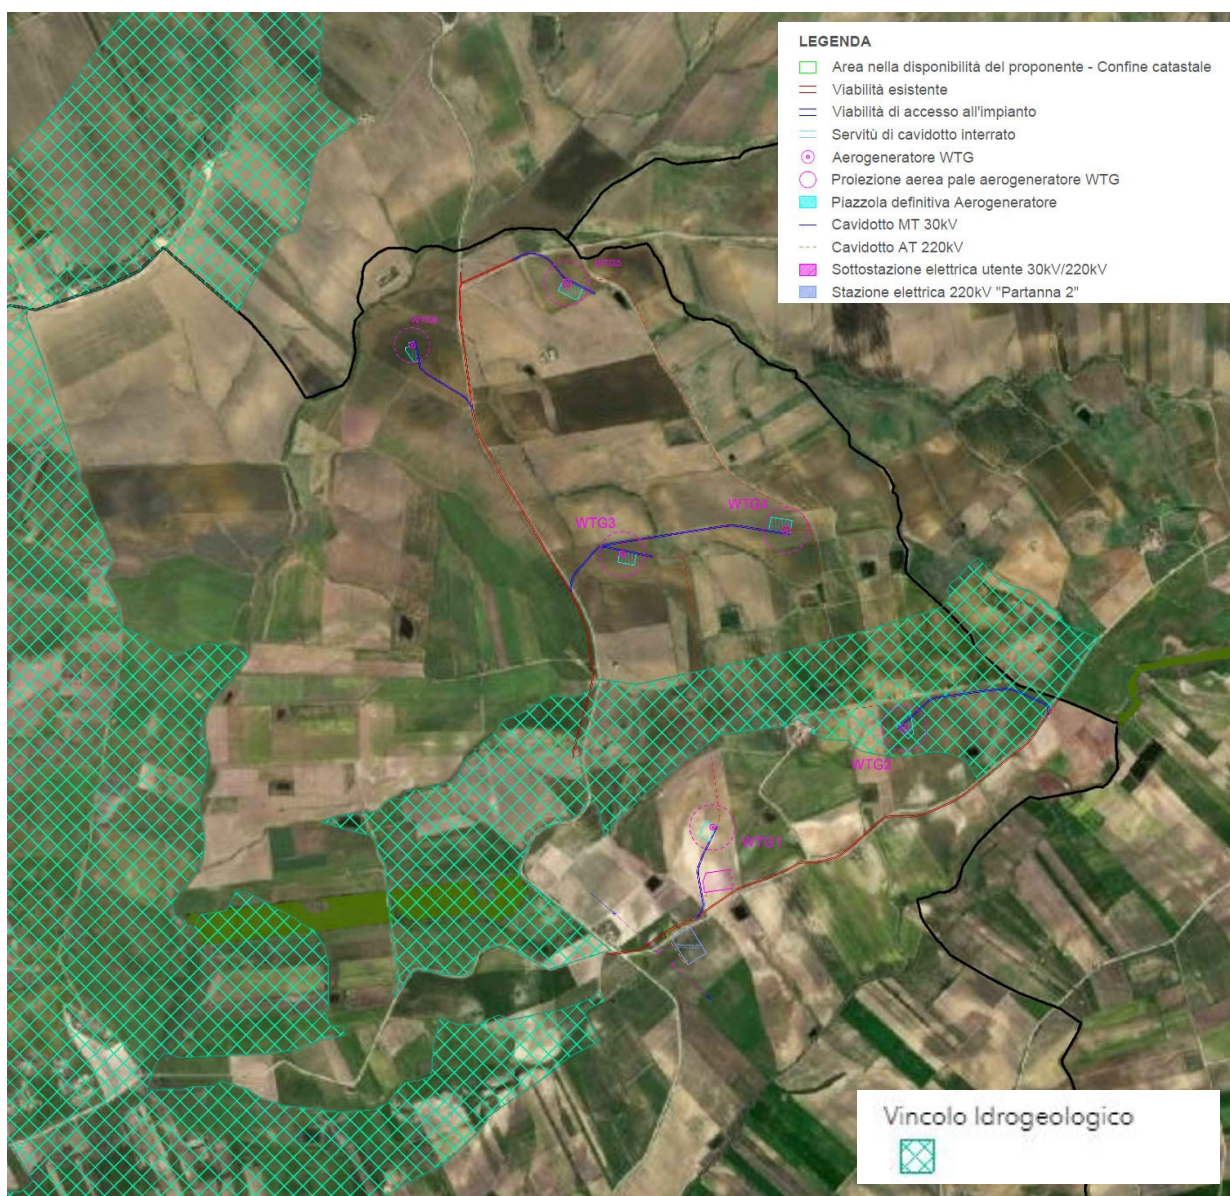 LEGENDA
Area nella disponibilità del proponente - Confine catastale
Viabilità esistente
Viabilità di accesso all'impianto
Servitù di cavidotto interrato
Aerogeneratore WTG
Proiezione aerea pale aerogeneratore WTG
Piazzola definitiva Aerogeneratore
Cavidotto MT 30kV
Cavidotto AT 220kV
Sottostazione elettrica utente 30kV/220kV
Stazione elettrica 220kV "Partanna 2"
WTG5
WTG6
WTG4
WTG3
WTG2
WTG1
Vincolo Idrogeologico